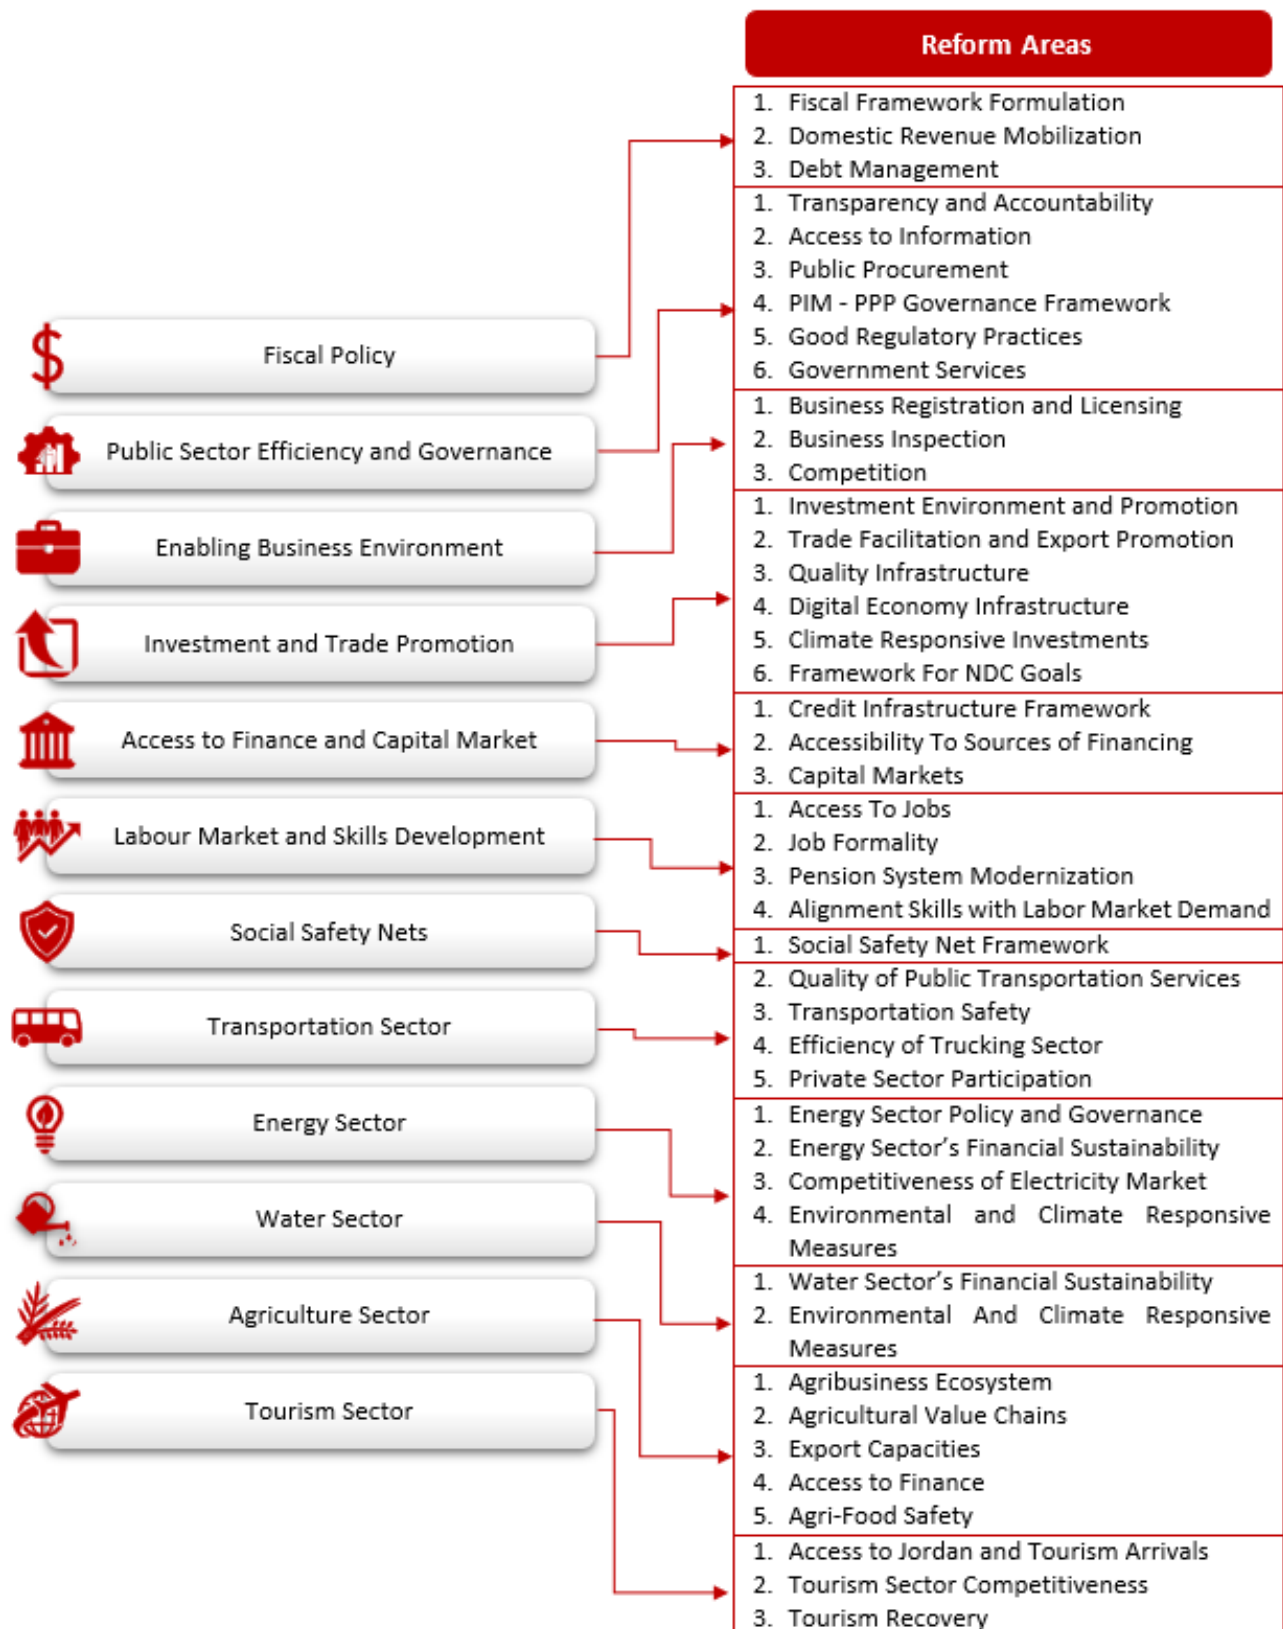 Reform Areas
Fiscal Policy
Public Sector Efficiency and Governance
Enabling Business Environment
Investment and Trade Promotion
Access to Finance and Capital Market
Labour Market and Skills Development
Social Safety Nets
Transportation Sector
Energy Sector
Water Sector
Agriculture Sector
Tourism Sector
1. Fiscal Framework Formulation
2. Domestic Revenue Mobilization
3. Debt Management
1. Transparency and Accountability
2. Access to Information
3. Public Procurement
4. PIM - PPP Governance Framework
5. Good Regulatory Practices
6. Government Services
1. Business Registration and Licensing
2. Business Inspection
3. Competition
1. Investment Environment and Promotion
2. Trade Facilitation and Export Promotion
3. Quality Infrastructure
4. Digital Economy Infrastructure
5. Climate Responsive Investments
6. Framework For NDC Goals
1. Credit Infrastructure Framework
2. Accessibility To Sources of Financing
3. Capital Markets
1. Access To Jobs
2. Job Formality
3. Pension System Modernization
4. Alignment Skills with Labor Market Demand
1. Social Safety Net Framework
2. Quality of Public Transportation Services
3. Transportation Safety
4. Efficiency of Trucking Sector
5. Private Sector Participation
1. Energy Sector Policy and Governance
2. Energy Sector’s Financial Sustainability
3. Competitiveness of Electricity Market
4. Environmental and Climate Responsive
Measures
1. Water Sector’s Financial Sustainability
2. Environmental And Climate Responsive
Measures
1. Agribusiness Ecosystem
2. Agricultural Value Chains
3. Export Capacities
4. Access to Finance
5. Agri-Food Safety
1. Access to Jordan and Tourism Arrivals
2. Tourism Sector Competitiveness
3. Tourism Recovery